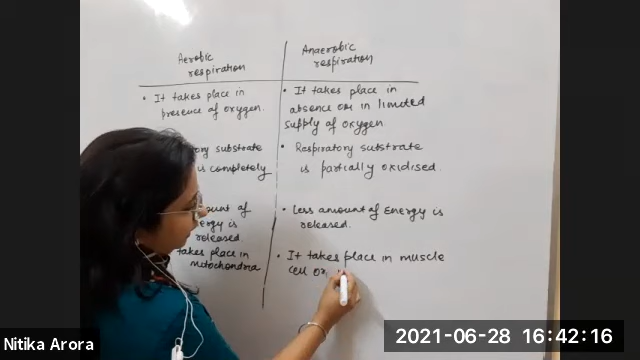 Aerobic
respiration
Anaerobic
respiration
• It takes place in
presence of oxygen.
• It takes place in
absence or in limited
supply of oxygen.
substrate
is completely
• Respiratory substrate
is partially oxidised.
of
is
released.
takes place in
mitochondria
• Less amount of Energy is
released.
• It takes place in muscle
cell or
Nitika Arora
2021-06-28 16:42:16